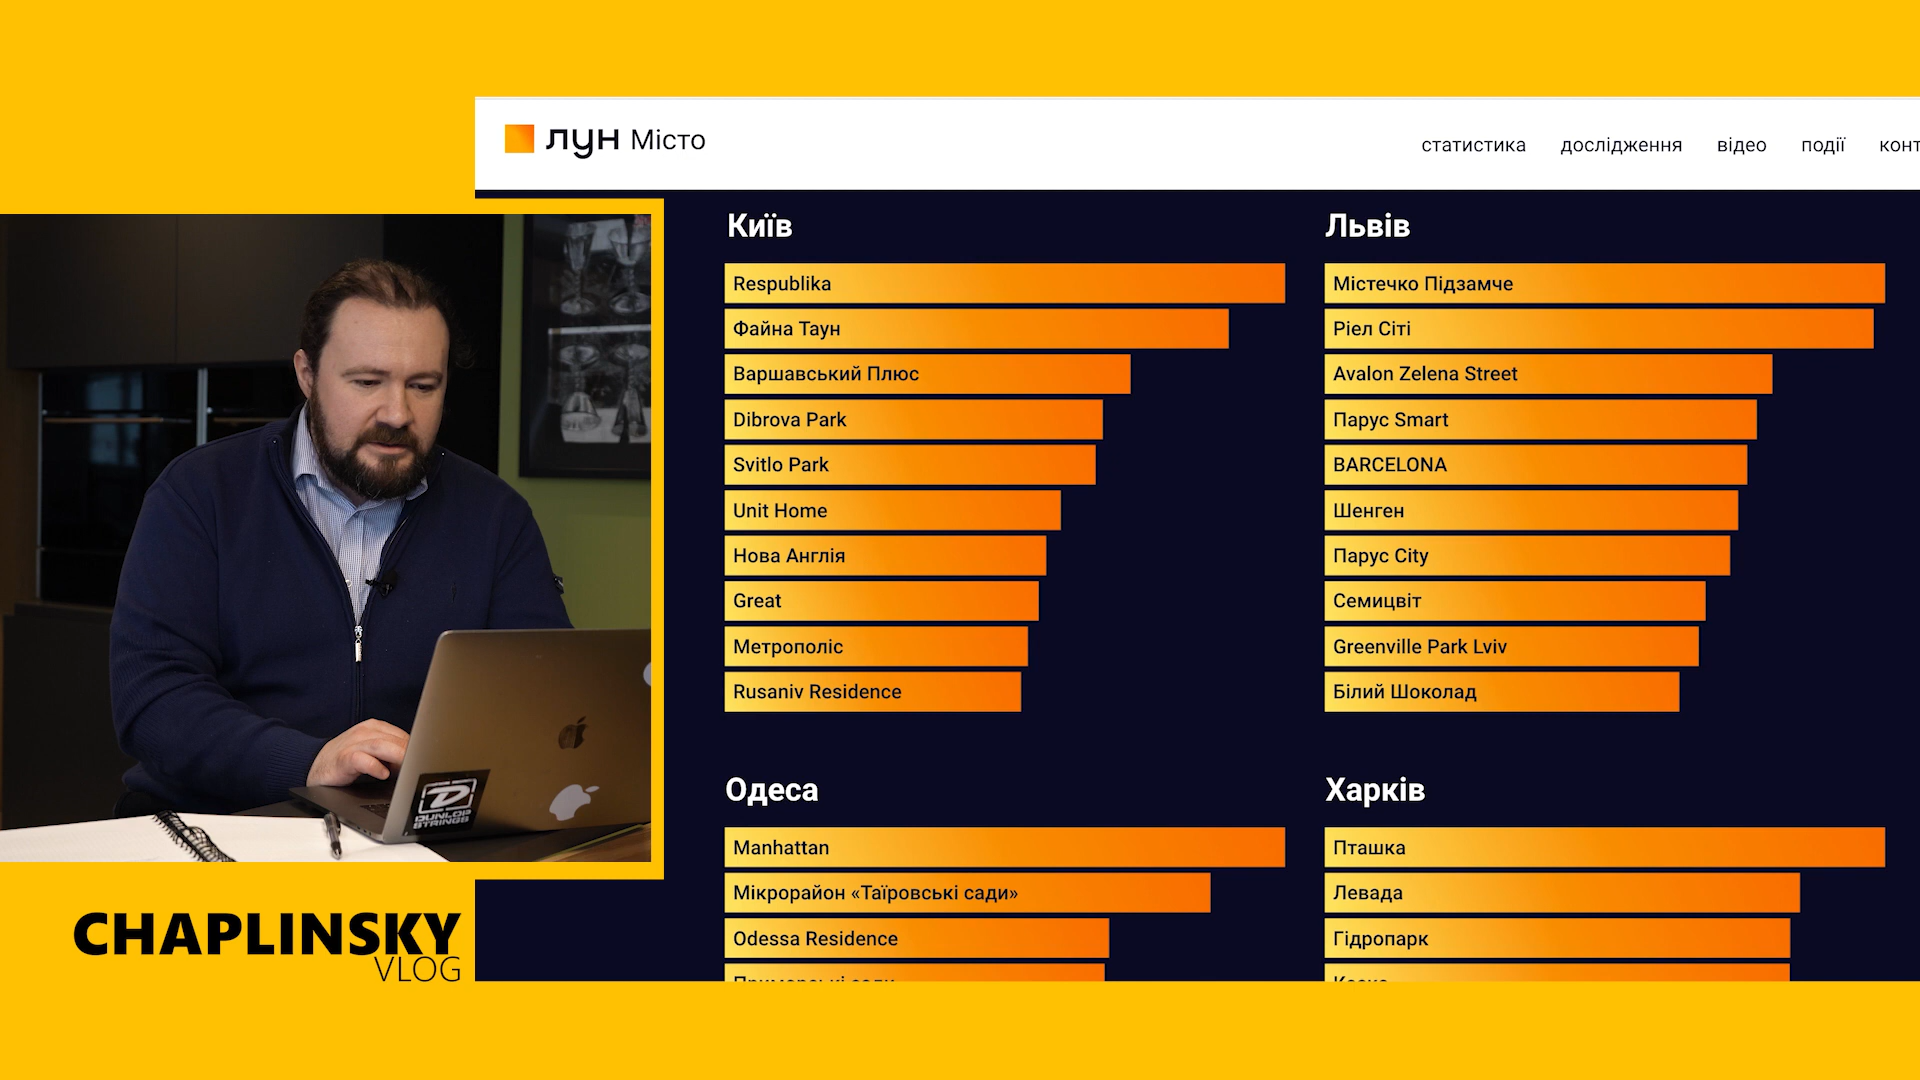 лун Місто
статистика дослідження відео події конт
Київ
Respublika
Файна Таун
Варшавський Плюс
Dibrova Park
Svitlo Park
Unit Home
Нова Англія
Great
Метрополіс
Rusaniv Residence
Львів
Містечко Підзамче
Ріел Сіті
Avalon Zelena Street
Парус Smart
BARCELONA
Шенген
Парус City
Семицвіт
Greenville Park Lviv
Білий Шоколад
Одеса
Manhattan
Мікрорайон «Таїровські сади»
Odessa Residence
Харків
Пташка
Левада
Гідропарк
DUNLOP
STRINGS
CHAPLINSKY
VLOG